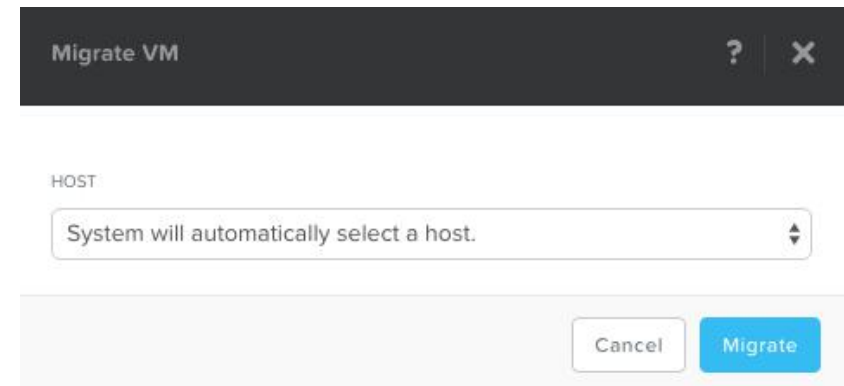 Migrate VM ?
HOST
System will automatically select a host.
Cancel Migrate